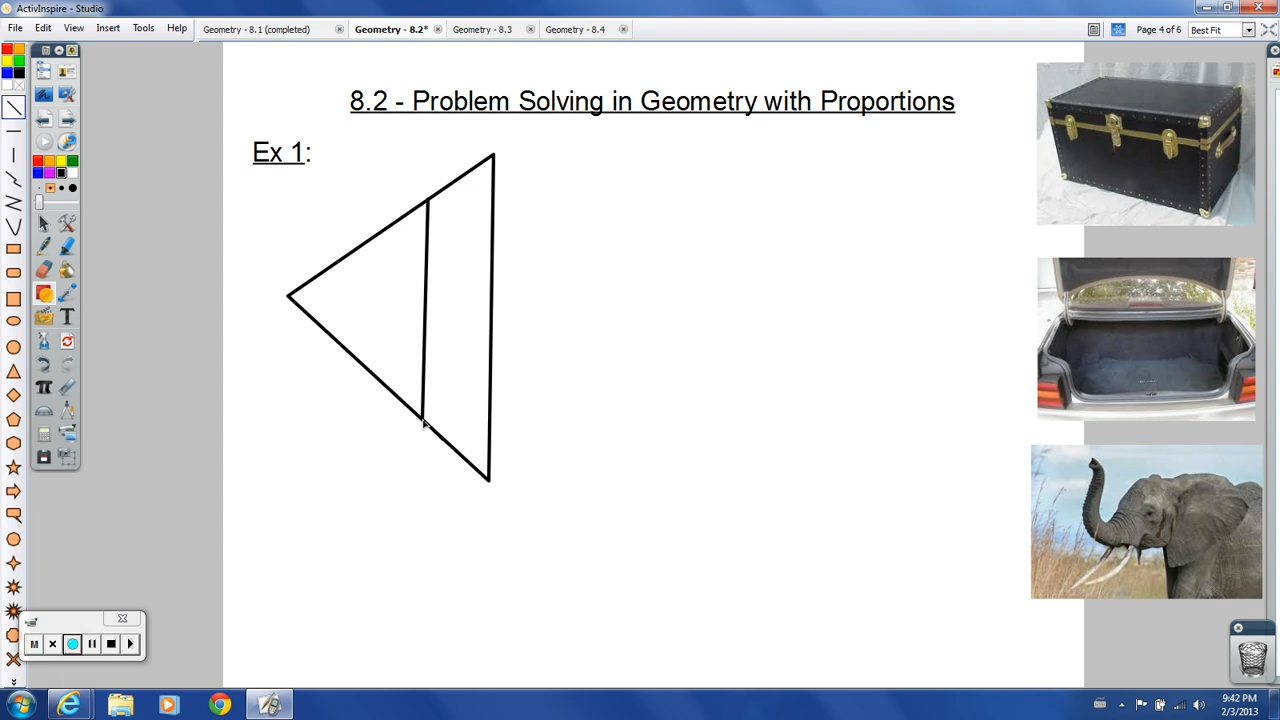 ActivInspire - Studio
File Edit View Insert Tools Help
Geometry - 8.1 (completed) Geometry - 8.2* Geometry - 8.3 Geometry - 8.4
Page 4 of 6 Best Fit
8.2 - Problem Solving in Geometry with Proportions
Ex 1:
T
M
9:42 PM
2/3/2013